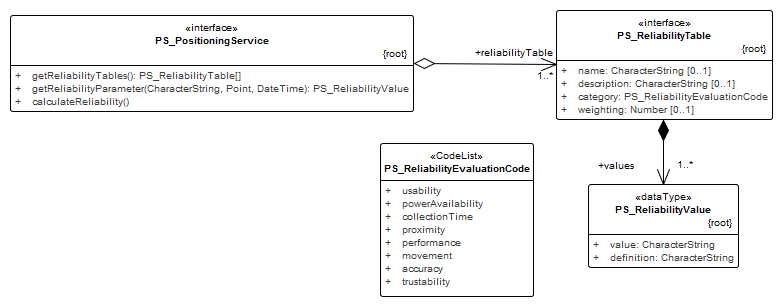 «interface»
PS_PositioningService
{root}
+ getReliabilityTables(): PS_ReliabilityTable[]
+ getReliabilityParameter(CharacterString, Point, DateTime): PS_ReliabilityValue
+ calculateReliability()
+reliabilityTable
1..*
«interface»
PS_ReliabilityTable
{root}
+ name: CharacterString [0..1]
+ description: CharacterString [0..1]
+ category: PS_ReliabilityEvaluationCode
+ weighting: Number [0..1]
+values
1..*
«CodeList»
PS_ReliabilityEvaluationCode
+ usability
+ powerAvailability
+ collectionTime
+ proximity
+ performance
+ movement
+ accuracy
+ trustability
«dataType»
PS_ReliabilityValue
{root}
+ value: CharacterString
+ definition: CharacterString